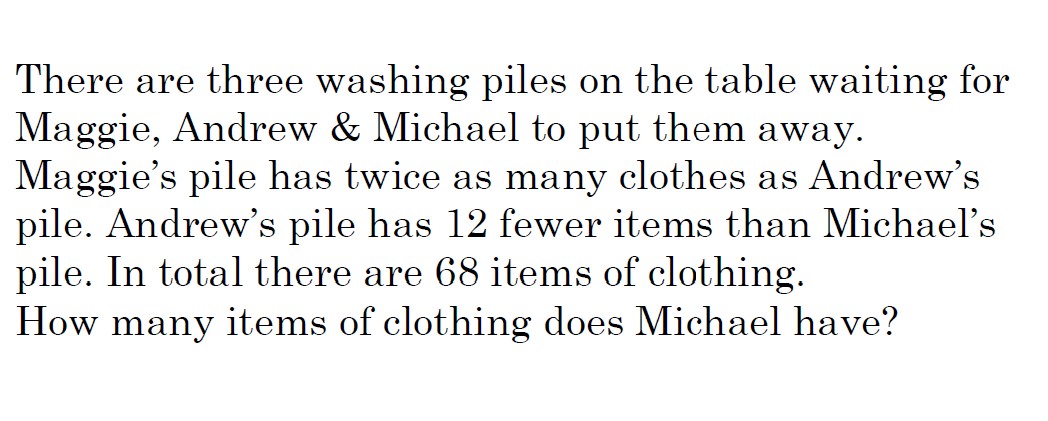 There are three washing piles on the table waiting for
Maggie, Andrew & Michael to put them away.
Maggie’s pile has twice as many clothes as Andrew’s
pile. Andrew’s pile has 12 fewer items than Michael’s
pile. In total there are 68 items of clothing.
How many items of clothing does Michael have?